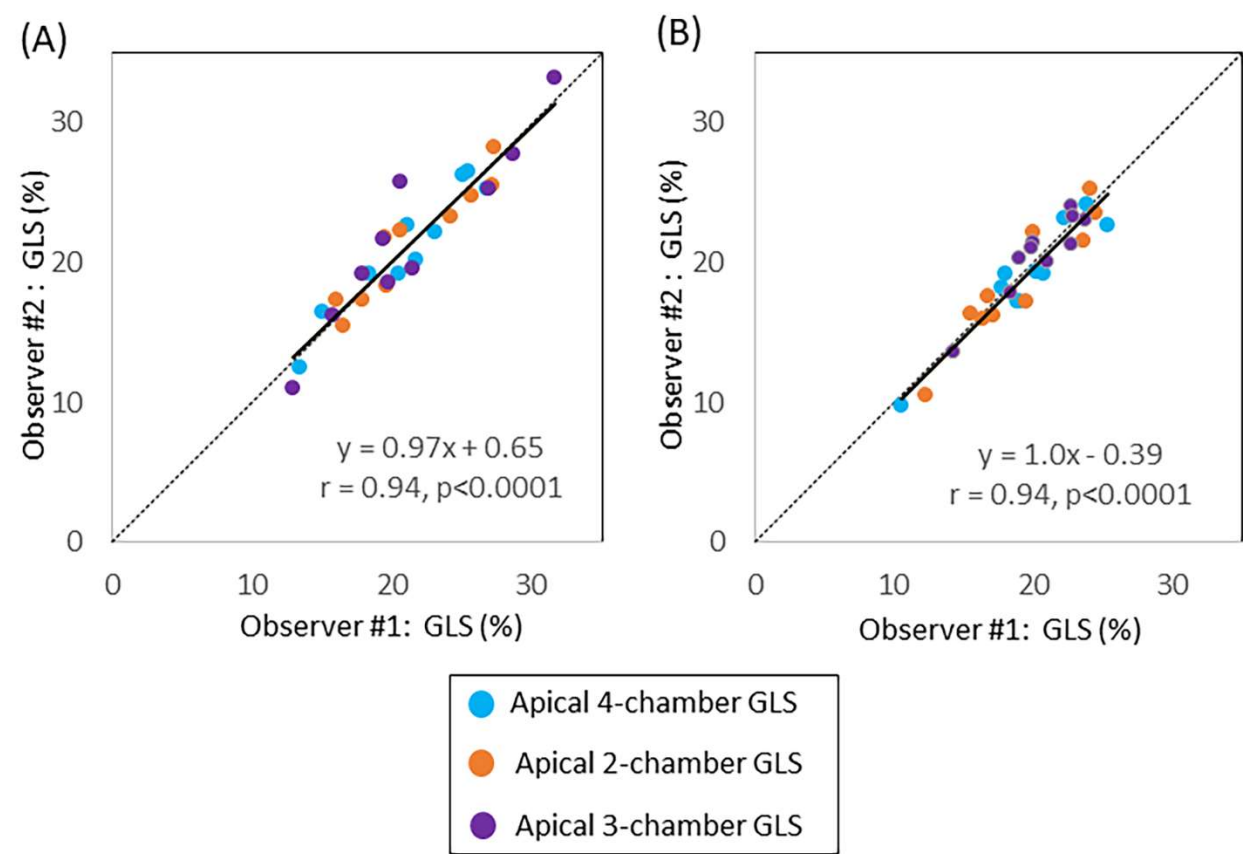 (A)
30
20
10
0
0 10 20 30
Observer #2 : GLS (%)
Observer #1: GLS (%)
y = 0.97x + 0.65
r = 0.94, p<0.0001
(B)
30
20
10
0
0 10 20 30
Observer #2 : GLS (%)
Observer #1: GLS (%)
y = 1.0x - 0.39
r = 0.94, p<0.0001
Apical 4-chamber GLS
Apical 2-chamber GLS
Apical 3-chamber GLS